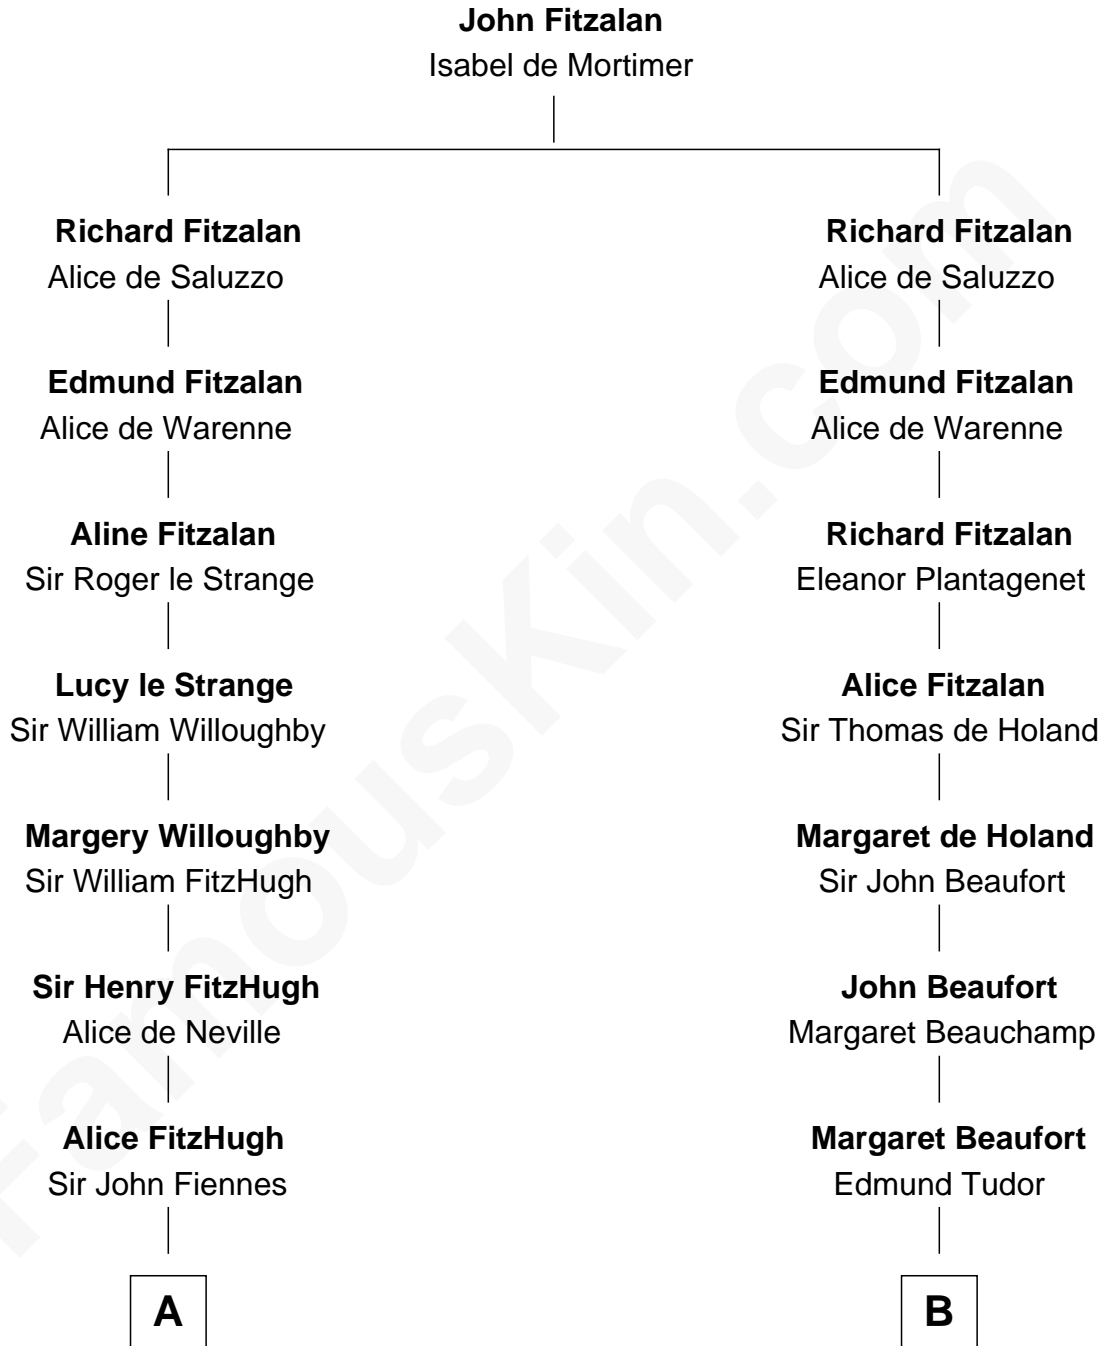 John Fitzalan
Isabel de Mortimer
Richard Fitzalan
Alice de Saluzzo
Edmund Fitzalan
Alice de Warenne
Aline Fitzalan
Sir Roger le Strange
Lucy le Strange
Sir William Willoughby
Margery Willoughby
Sir William FitzHugh
Sir Henry FitzHugh
Alice de Neville
Alice FitzHugh
Sir John Fiennes
A
Richard Fitzalan
Alice de Saluzzo
Edmund Fitzalan
Alice de Warenne
Richard Fitzalan
Eleanor Plantagenet
Alice Fitzalan
Sir Thomas de Holand
Margaret de Holand
Sir John Beaufort
John Beaufort
Margaret Beauchamp
Margaret Beaufort
Edmund Tudor
B
FamousKin.com